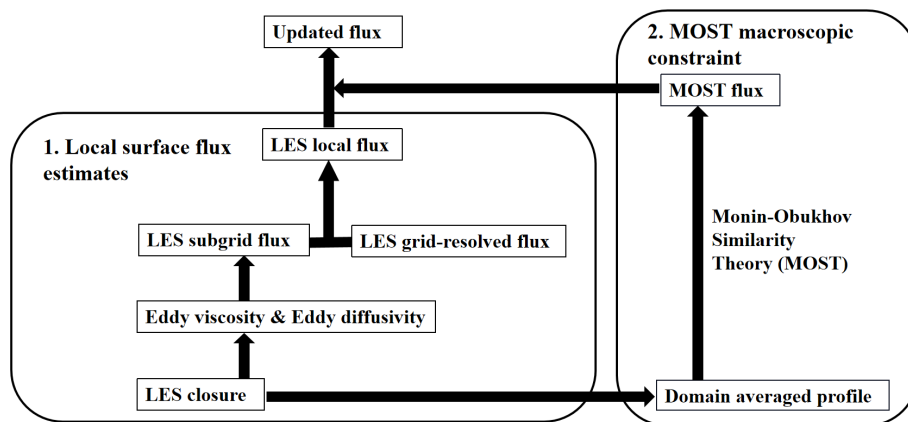 Updated flux
2. MOST macroscopic
constraint
MOST flux
1. Local surface flux
estimates
LES local flux
LES subgrid flux
LES grid-resolved flux
Monin-Obukhov
Similarity
Theory (MOST)
Eddy viscosity & Eddy diffusivity
LES closure
Domain averaged profile